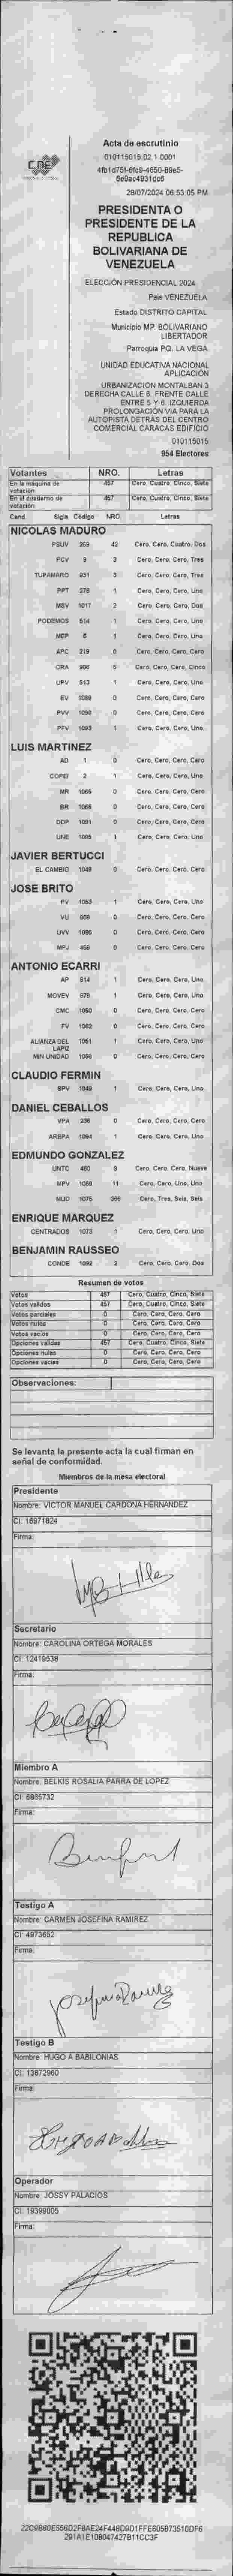 CNE
Acta de escrutinio
010115015.02.1.0001
28/07/2024 06:53:05 PM
PRESIDENTA O
PRESIDENTE DE LA
REPUBLICA
BOLIVARIANA DE
VENEZUELA
ELECCIÓN PRESIDENCIAL 2024
Pais VENEZUELA
Estado DISTRITO CAPITAL
Municipio MP. BOLIVARIANO
LIBERTADOR
Parroquia PQ. LA VEGA
UNIDAD EDUCATIVA NACIONAL
APLICACIÓN
URBANIZACION MONTALBAN 3
DERECHA CALLE 6. FRENTE CALLE
ENTRE 5 Y 6. IZQUIERDA
PROLONGACIÓN VIA PARA LA
AUTOPISTA DETRÁS DEL CENTRO
COMERCIAL CARACAS EDIFICIO
010115015
954 Electores
Votantes NRO. Letras
En la máquina de votación 457 Cero, Cuatro, Cinco, Siete
En el cuaderno de votación 457 Cero, Cuatro, Cinco, Siete
Cand. Sigla Código NRO. Letras
NICOLAS MADURO
PSUV 269 42 Cero, Cero, Cuatro, Dos
PCV 3 Cero, Cero, Cero, Tres
TUPAMARO 931 3 Cero, Cero, Cero, Tres
PPT 278 1 Cero, Cero, Cero, Uno
MSV 1017 2 Cero, Cero, Cero, Dos
PODEMOS 514 1 Cero, Cero, Cero, Uno
MEP 6 1 Cero, Cero, Cero, Uno
APC 219 0 Cero, Cero, Cero, Cero
ORA 906 5 Cero, Cero, Cero, Cinco
UPV 513 1 Cero, Cero, Cero, Uno
EV 1089 0 Cero, Cero, Cero, Cero
PVV 1090 0 Cero, Cero, Cero, Cero
PFV 1093 1 Cero, Cero, Cero, Uno
LUIS MARTINEZ
AD 1 0 Cero, Cero, Cero, Cero
COPEI 2 1 Cero, Cero, Cero, Uno
MR 1065 0 Cero, Cero, Cero, Cero
BR 1066 0 Cero, Cero, Cero, Cero
DDP 1091 0 Cero, Cero, Cero, Cero
UNE 1095 1 Cero, Cero, Cero, Uno
JAVIER BERTUCCI
EL CAMBIO 1048 0 Cero, Cero, Cero, Cero
JOSE BRITO
PV 1053 1 Cero, Cero, Cero, Uno
VU 0 Cero, Cero, Cero, Cero
UVV 1096 0 Cero, Cero, Cero, Cero
MPJ 458 0 Cero, Cero, Cero, Cero
ANTONIO ECARRI
AP 914 1 Cero, Cero, Cero, Uno
MOVEV 978 1 Cero, Cero, Cero, Uno
CMC 1050 0 Cero, Cero, Cero, Cero
FV 1062 0 Cero, Cero, Cero, Cero
ALIANZA DEL LAPIZ 1051 1 Cero, Cero, Cero, Uno
MIN UNIDAD 1056 0 Cero, Cero, Cero, Cero
CLAUDIO FERMIN
SPV 1049 1 Cero, Cero, Cero, Uno
DANIEL CEBALLOS
VPA 336 0 Cero, Cero, Cero, Cero
AREPA 1094 1 Cero, Cero, Cero, Uno
EDMUNDO GONZALEZ
UNTC 460 9 Cero, Cero, Cero, Nueve
MPV 1088 11 Cero, Cero, Uno, Uno
MUD 1075 366 Cero, Tres, Seis, Seis
ENRIQUE MARQUEZ
CENTRADOS 1073 1 Cero, Cero, Cero, Uno
BENJAMIN RAUSSEO
CONDE 1092 2 Cero, Cero, Cero, Dos
Resumen de votos
Votos 457 Cero, Cuatro, Cinco, Siete
Votos validos 457 Cero, Cuatro, Cinco, Siete
Votos parciales 0 Cero, Cero, Cero, Cero
Votos nulos 0 Cero, Cero, Cero, Cero
Votos vacios 0 Cero, Cero, Cero, Cero
Opciones validas 457 Cero, Cuatro, Cinco, Siete
Opciones nulas 0 Cero, Cero, Cero, Cero
Opciones vacias 0 Cero, Cero, Cero, Cero
Observaciones:
Se levanta la presente acta la cual firman en
señal de conformidad.
Miembros de la mesa electoral
Presidente
Nombre: VICTOR MANUEL CARDONA HERNANDEZ
CI: 16971824
Firma:
Secretario
Nombre: CAROLINA ORTEGA MORALES
CI: 12419538
Firma:
Miembro A
Nombre: BELKIS ROSALIA PARRA DE LOPEZ
CI: 6865732
Firma:
Testigo A
Nombre: CARMEN JOSEFINA RAMIREZ
CI: 4973652
Firma:
Testigo B
Nombre: HUGO A BABILONIAS
CI: 13872960
Firma:
Operador
Nombre: JOSSY PALACIOS
CI: 19399005
Firma: